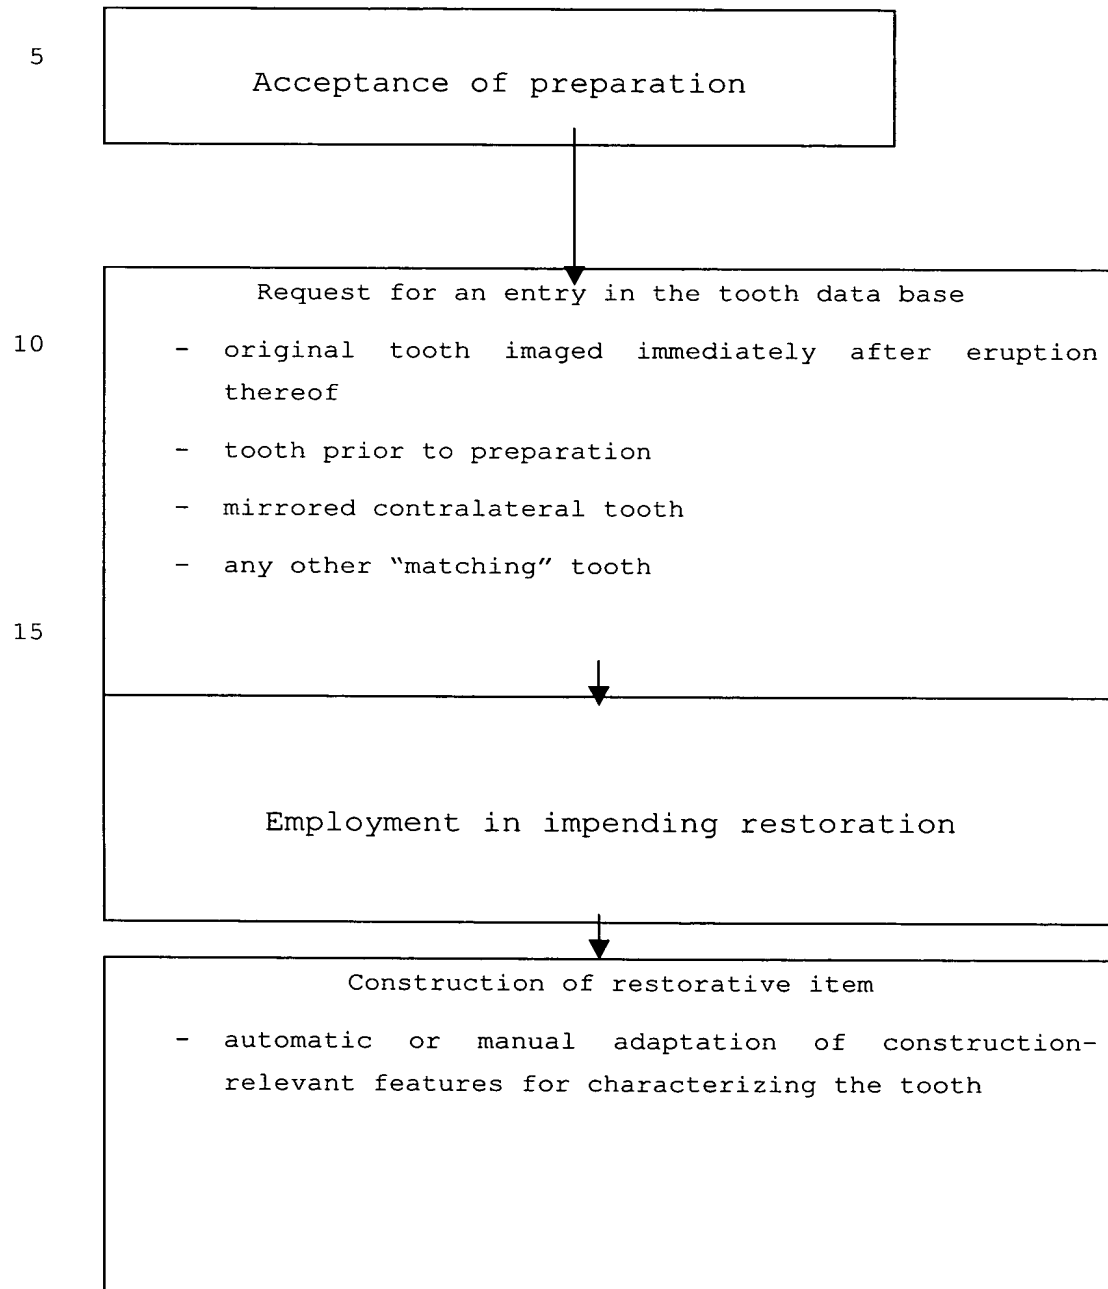 5
Acceptance of preparation
Request for an entry in the tooth data base
10
- original tooth imaged immediately after eruption
thereof
- tooth prior to preparation
- mirrored contralateral tooth
- any other “matching” tooth
15
Employment in impending restoration
Construction of restorative item
- automatic or manual adaptation of construction-
relevant features for characterizing the tooth